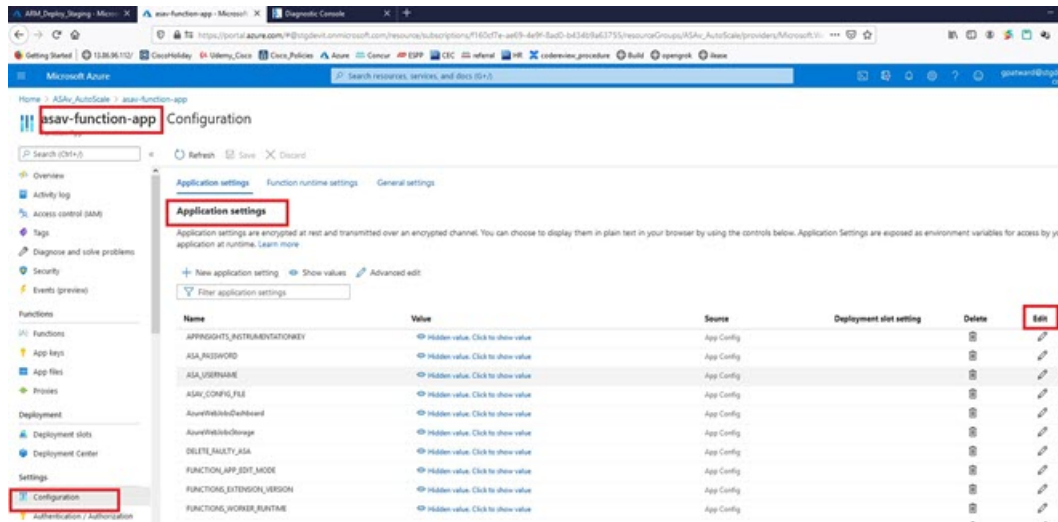 ARM_Deploy_Staging - Micros
asav-function-app - Microsoft
Diagnostic Console
https://portal.azure.com/
Getting Started
CiscoHoliday
Udemy_Cisco
Cisco_Policies
Azure
Concur
ESPP
CEC
referral
HR
codereview_procedure
Build
opengrok
Microsoft Azure
Search resources, services, and docs (G+/)
Home > ASAv_AutoScale > asav-function-app
asav-function-app Configuration
Search (Ctrl+/)
Refresh Save Discard
Overview
Activity log
Access control (IAM)
Tags
Diagnose and solve problems
Security
Events (preview)
Functions
Functions
App keys
App files
Proxies
Deployment
Deployment slots
Deployment Center
Settings
Configuration
Authentication / Authorization
Application settings Function runtime settings General settings
Application settings
Application settings are encrypted at rest and transmitted over an encrypted channel. You can choose to display them in plain text in your browser by using the controls below. Application Settings are exposed as environment variables for access by
application at runtime. Learn more
New application setting Show values Advanced edit
Filter application settings
Name Value Source Deployment slot setting Delete Edit
APPINSIGHTS_INSTRUMENTATIONKEY Hidden value. Click to show value App Config
ASA_PASSWORD Hidden value. Click to show value App Config
ASA_USERNAME Hidden value. Click to show value App Config
ASAV_CONFIG_FILE Hidden value. Click to show value App Config
AzureWebJobsDashboard Hidden value. Click to show value App Config
AzureWebJobsStorage Hidden value. Click to show value App Config
DELETE_FAULTY_ASA Hidden value. Click to show value App Config
FUNCTION_APP_EDIT_MODE Hidden value. Click to show value App Config
FUNCTIONS_EXTENSION_VERSION Hidden value. Click to show value App Config
FUNCTIONS_WORKER_RUNTIME Hidden value. Click to show value App Config